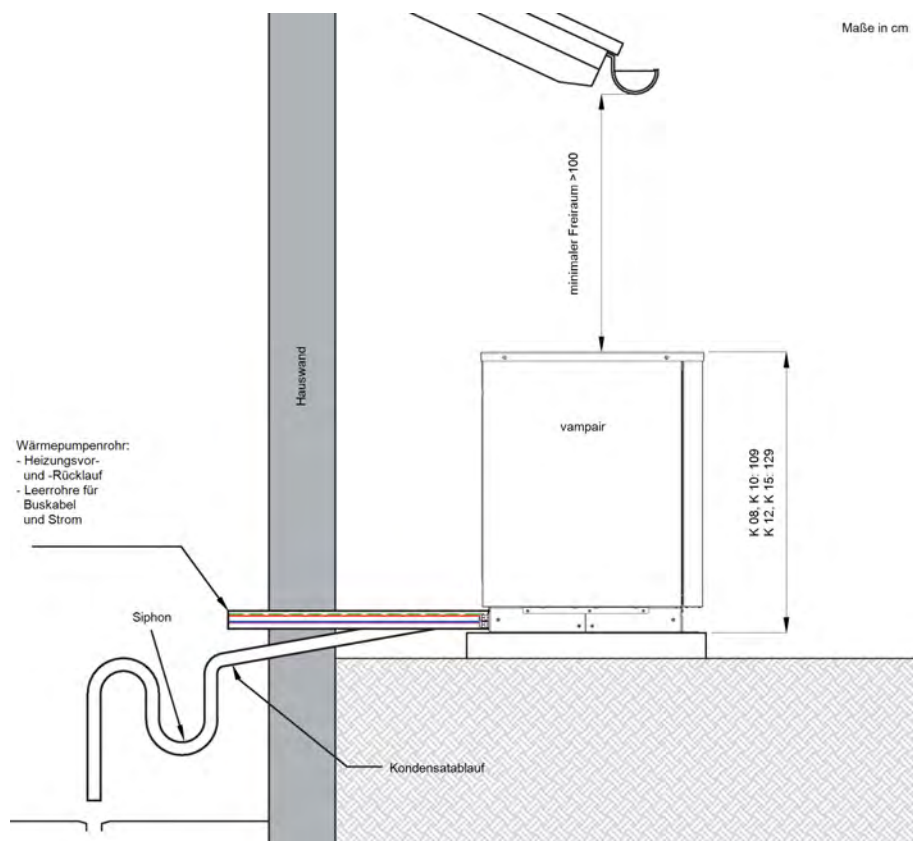 Maße in cm
minimaler Freiraum >100
Hauswand
vampair
K 08, K 10: 109
K 12, K 15: 129
Wärmepumpenrohr:
- Heizungsvor-
und -Rücklauf
- Leerrohre für
Buskabel
und Strom
Siphon
Kondensatablauf